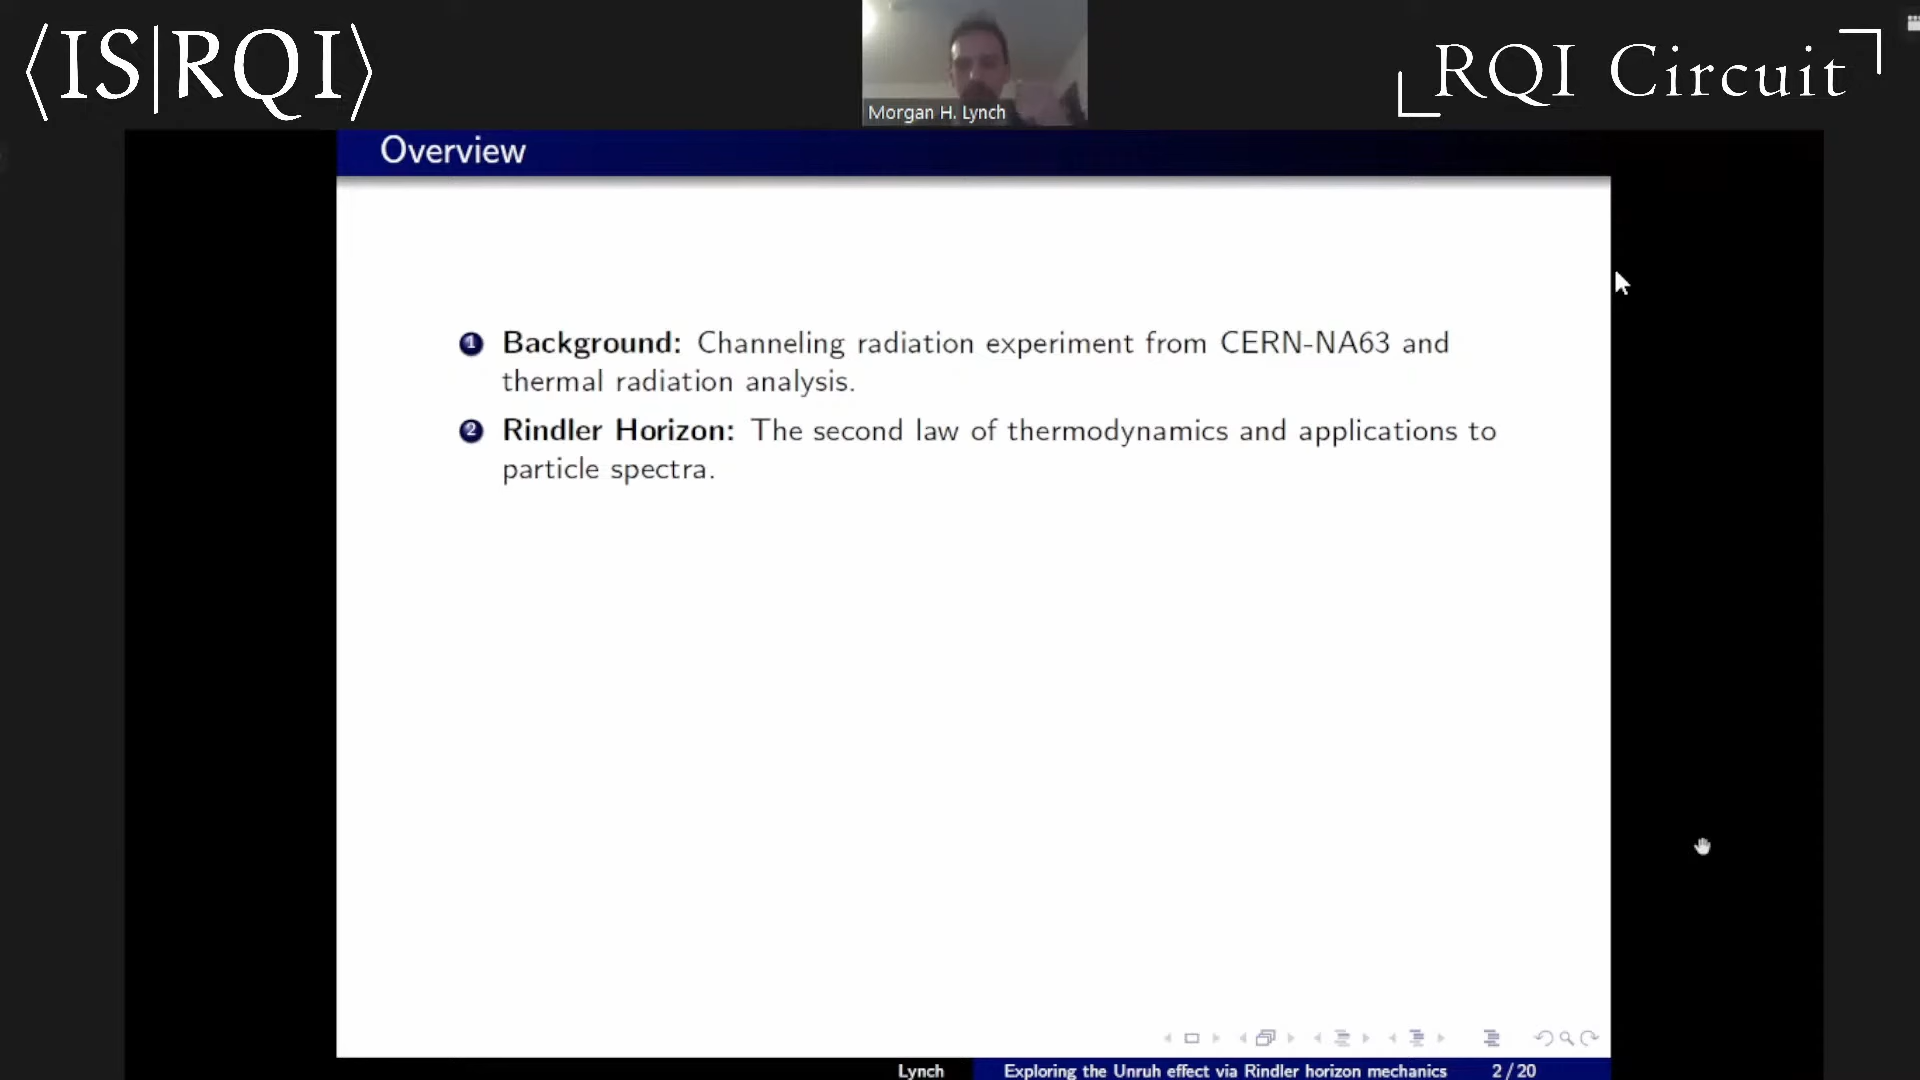 ⟨IS|RQI⟩
RQI Circuit
Morgan H. Lynch
Overview
1 Background: Channeling radiation experiment from CERN-NA63 and
thermal radiation analysis.
2 Rindler Horizon: The second law of thermodynamics and applications to
particle spectra.
Lynch Exploring the Unruh effect via Rindler horizon mechanics 2 / 20